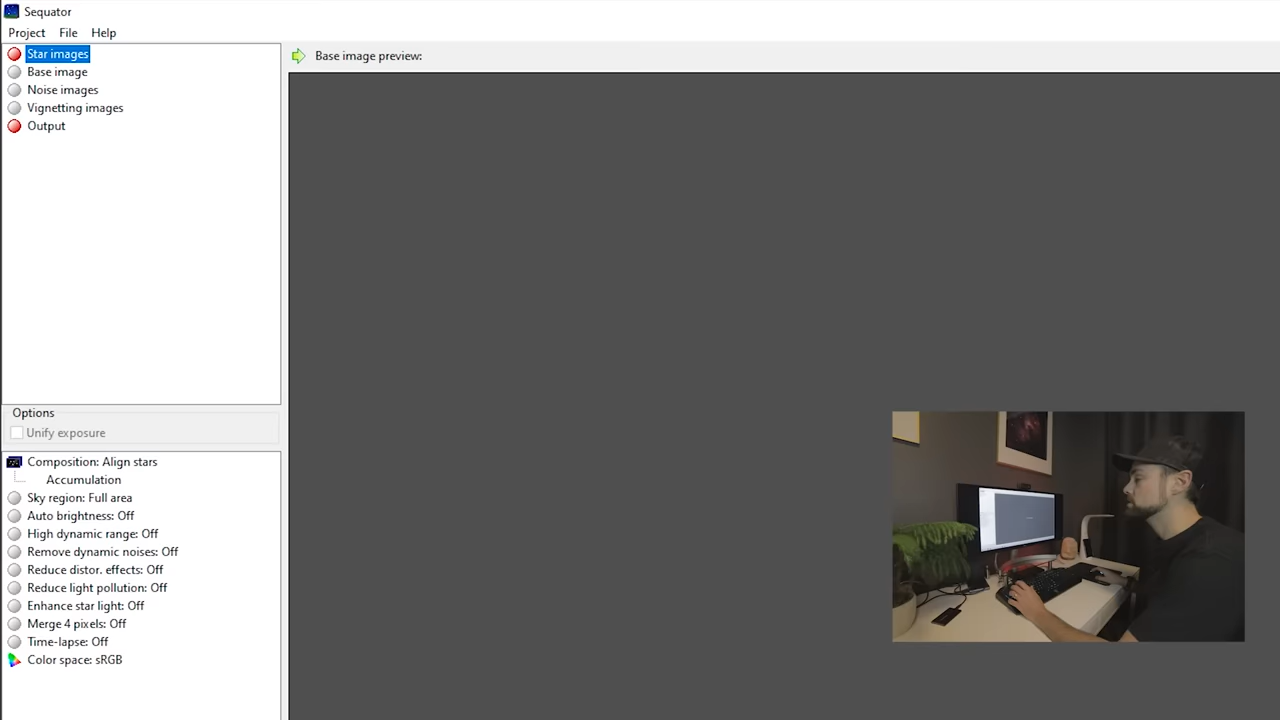 Sequator
Project File Help
Star images
Base image
Noise images
Vignetting images
Output
Base image preview:
Options
Unify exposure
Composition: Align stars
Accumulation
Sky region: Full area
Auto brightness: Off
High dynamic range: Off
Remove dynamic noises: Off
Reduce distor. effects: Off
Reduce light pollution: Off
Enhance star light: Off
Merge 4 pixels: Off
Time-lapse: Off
Color space: sRGB